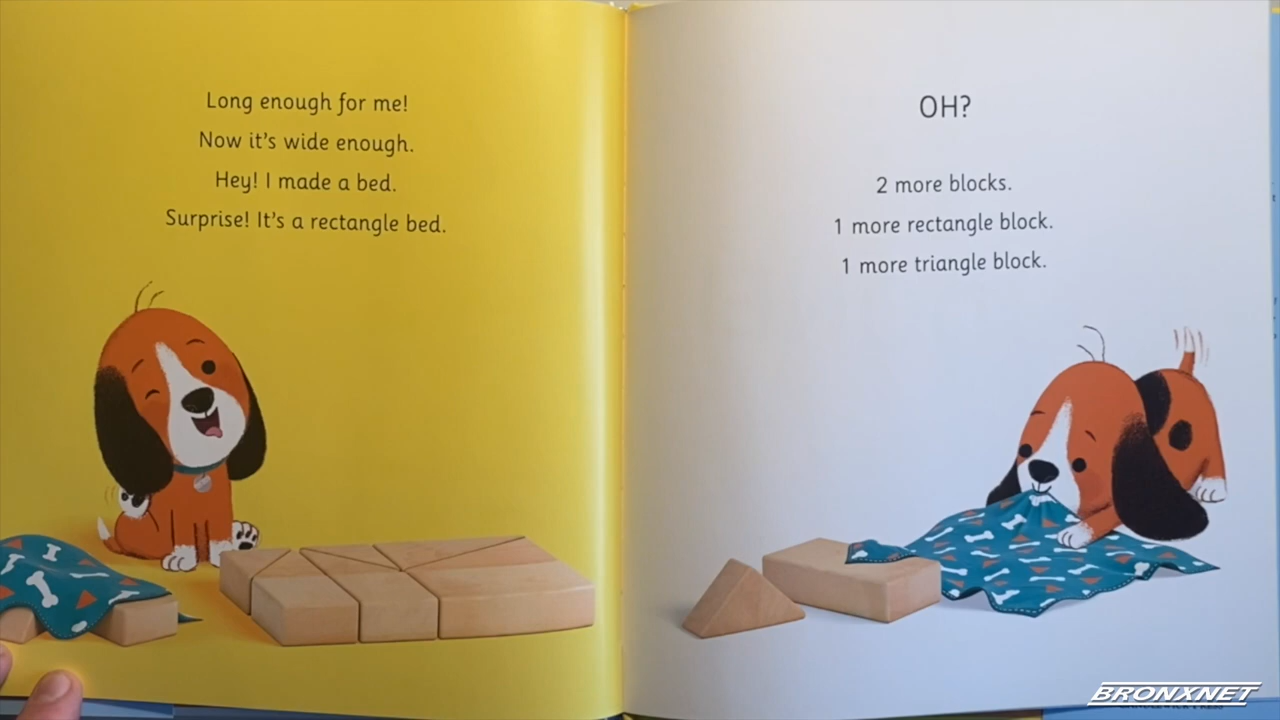 Long enough for me!
Now it's wide enough.
Hey! I made a bed.
Surprise! It's a rectangle bed.
OH?
2 more blocks.
1 more rectangle block.
1 more triangle block.
BRONXNET